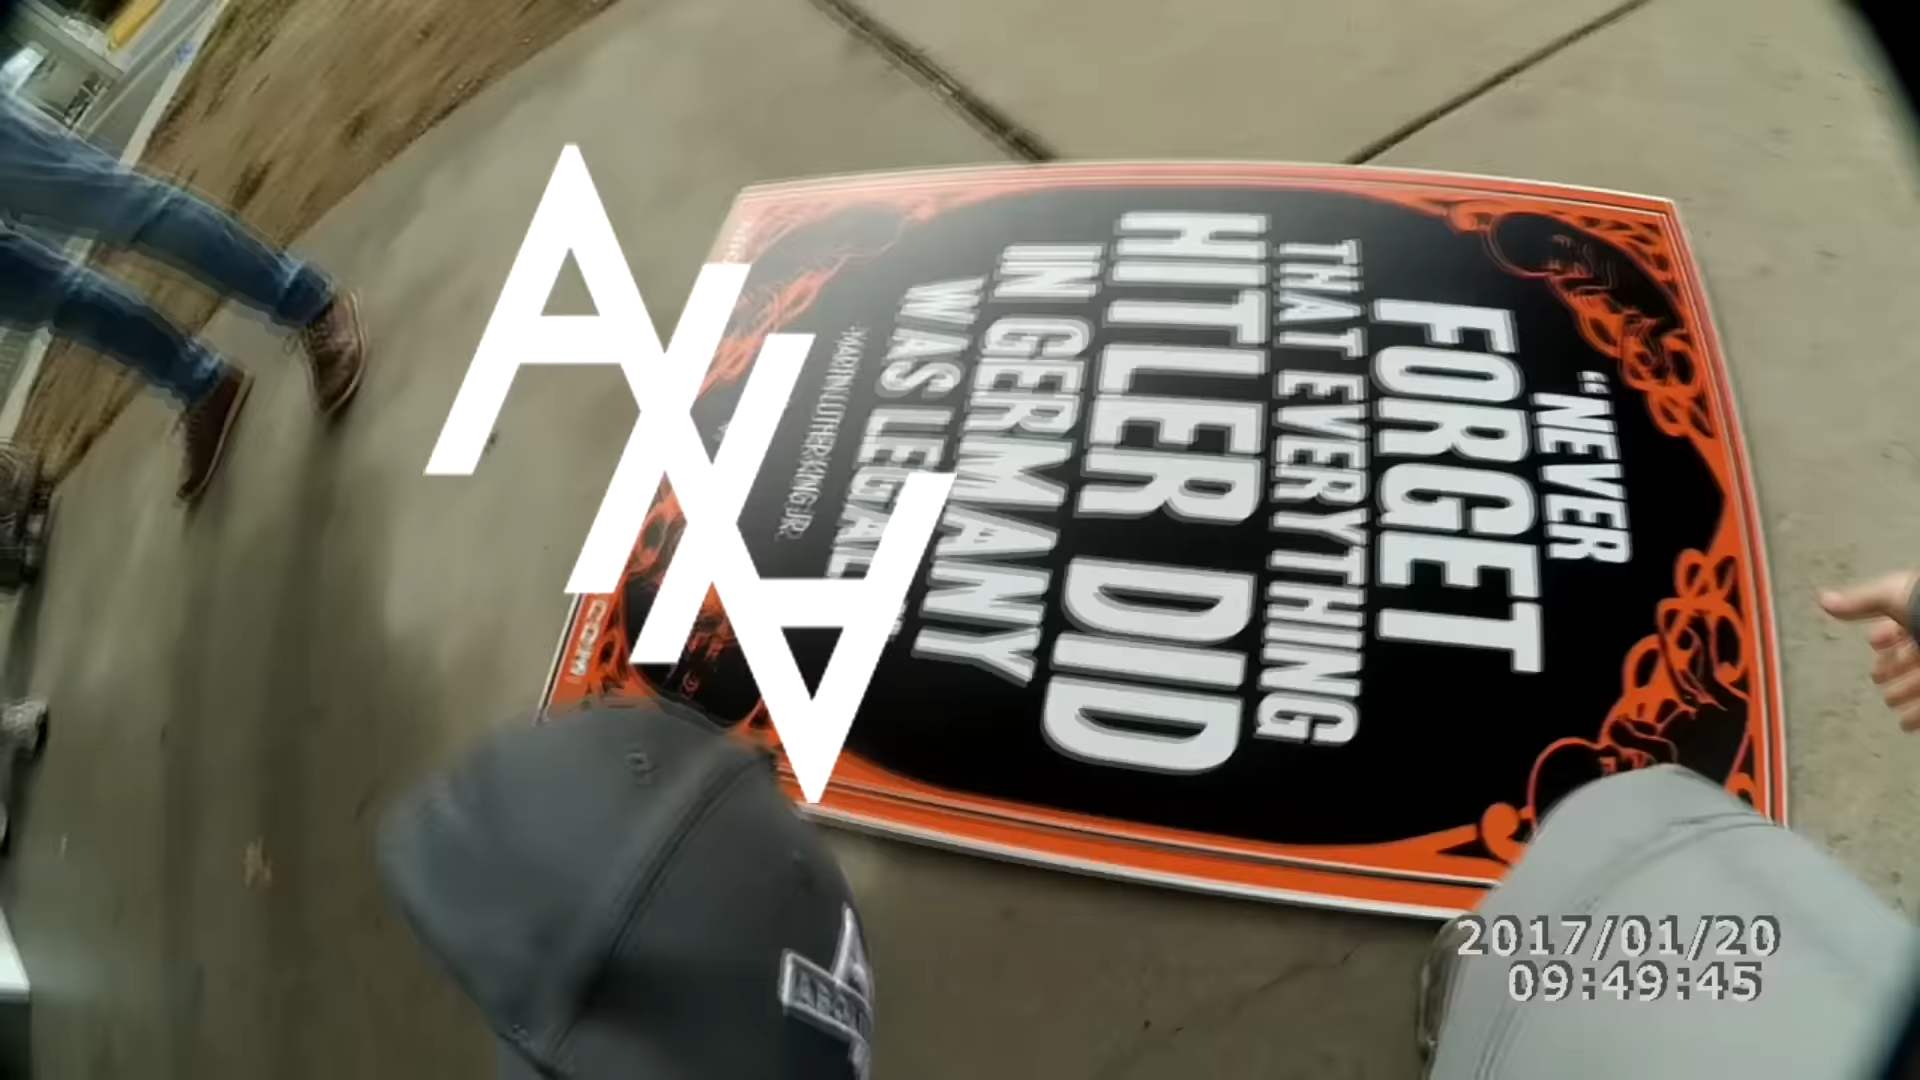 "NEVER
FORGET
THAT EVERYTHING
HITLER DID
IN GERMANY
WAS LEGAL."
-MARTIN LUTHER KING, JR.
AHA
2017/01/20
09:49:45